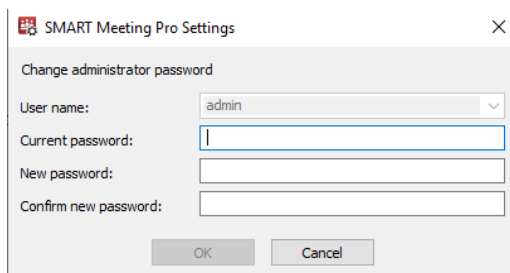 SMART Meeting Pro Settings
Change administrator password
User name: admin
Current password:
New password:
Confirm new password:
OK Cancel